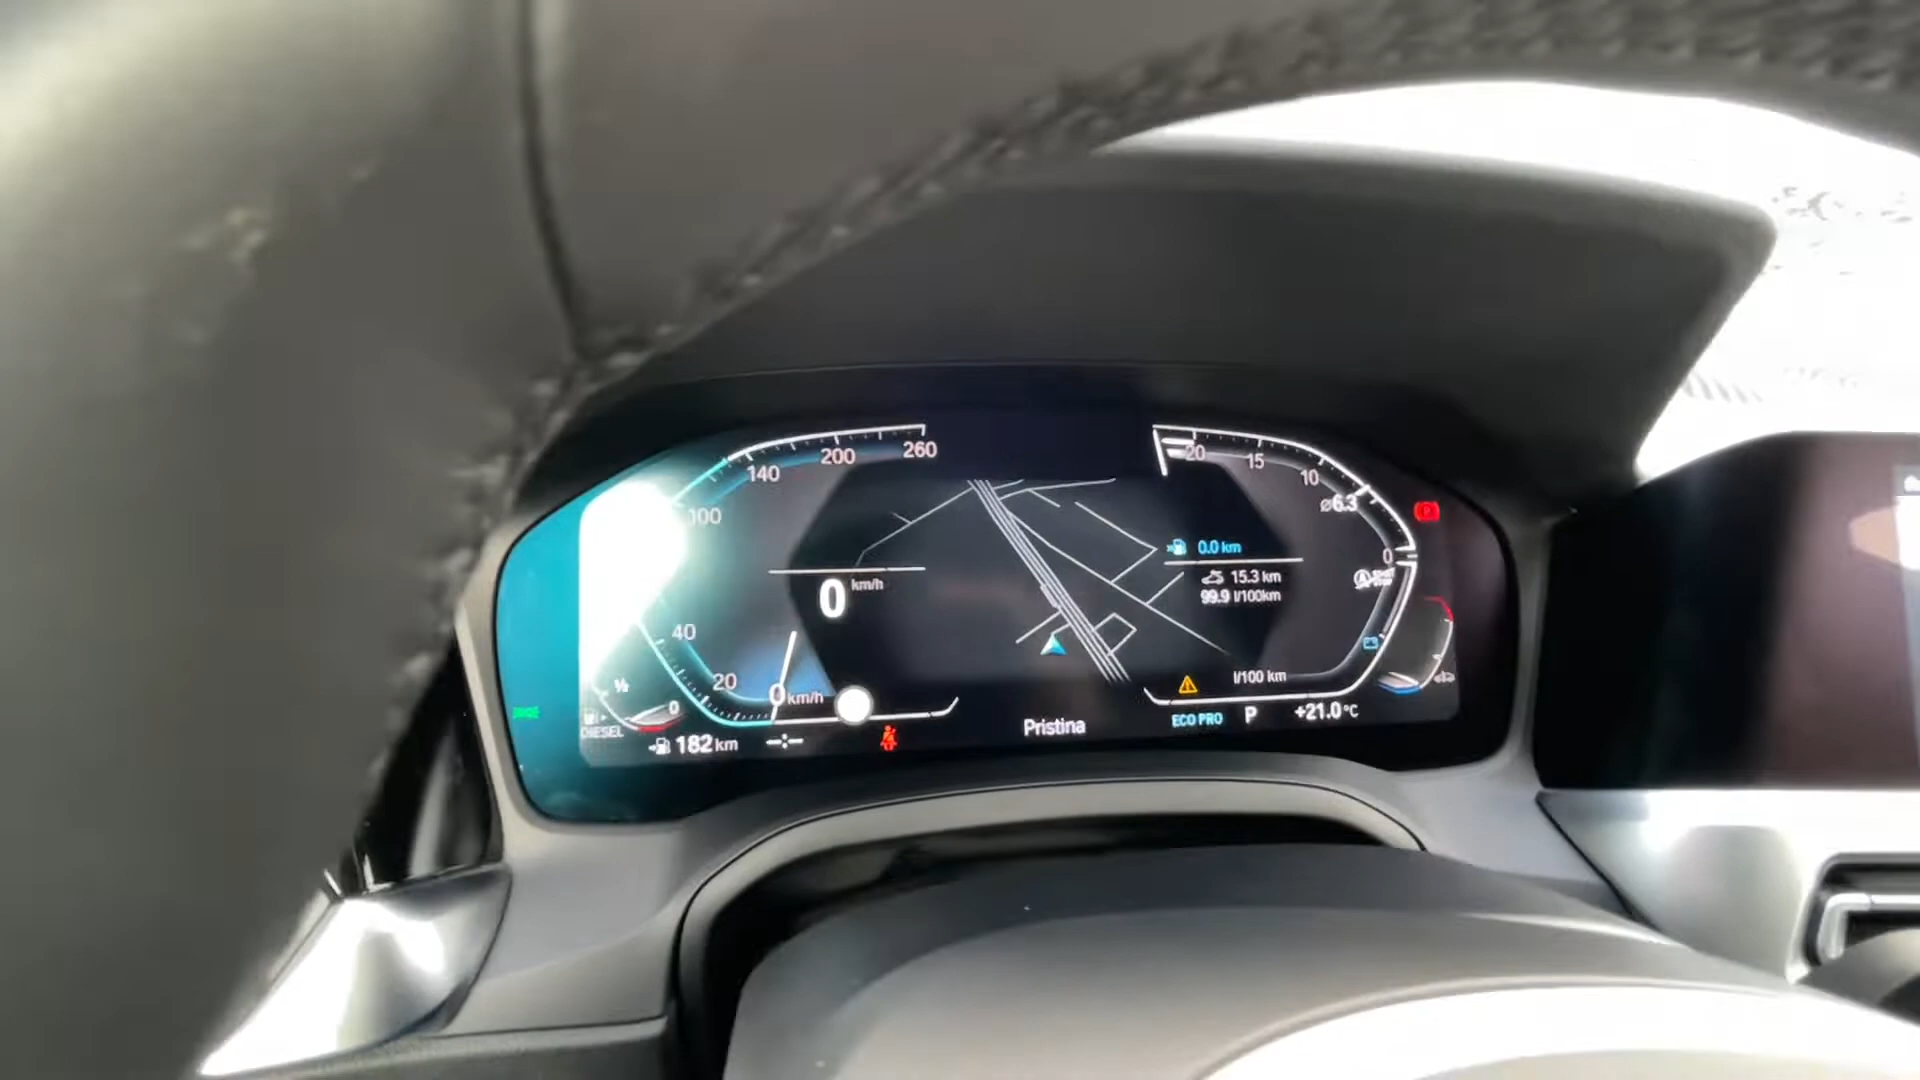 260
200
140
100
40
20
0 km/h
0 km/h
½
0
DIESEL
182 km
Pristina
20
15
10
⌀6.3
0
0.0 km
15.3 km
99.9 l/100km
l/100 km
ECO PRO
P
+21.0°C